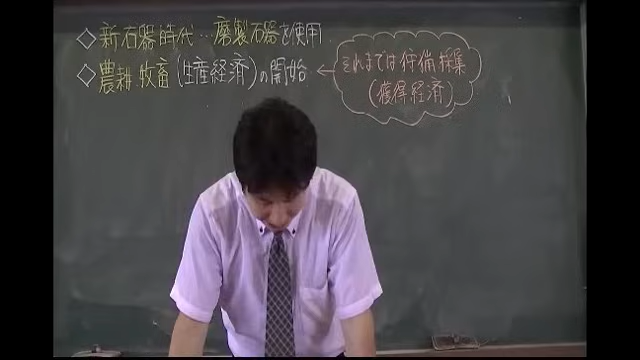 ◇新石器時代…磨製石器を使用
◇農耕・牧畜(生産経済)の開始
←それまでは狩猟採集
(獲得経済)